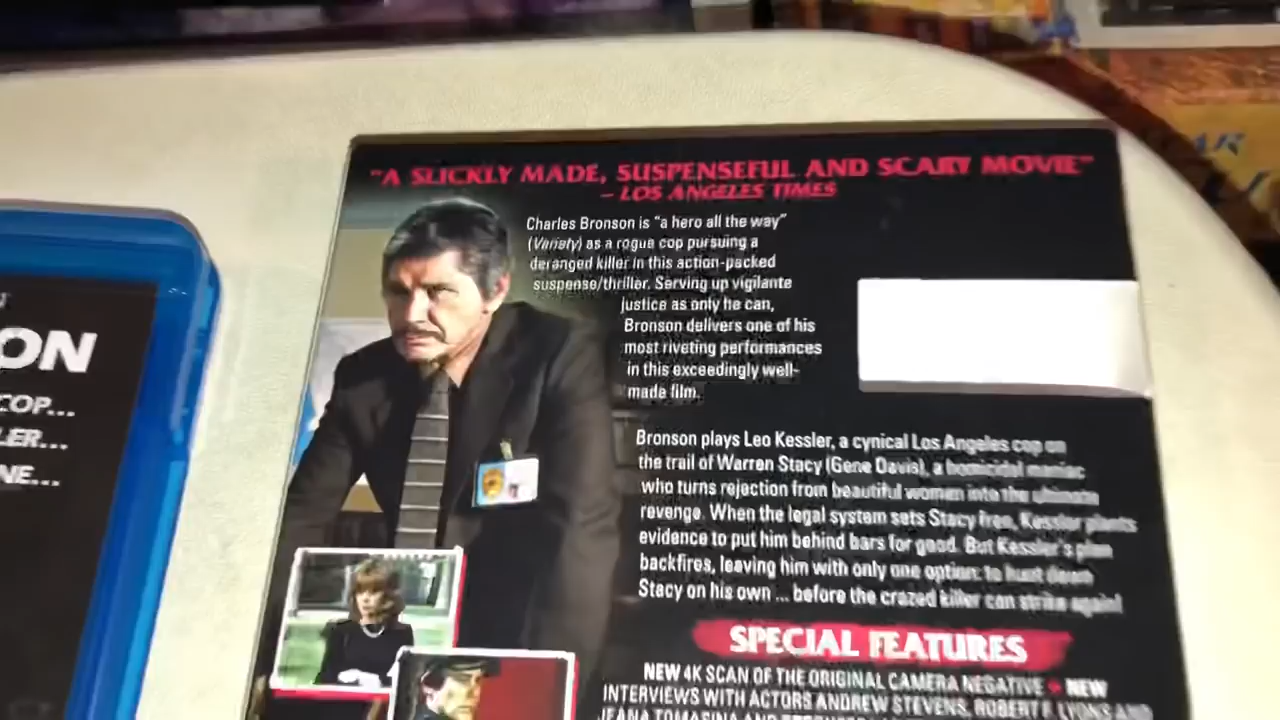 "A SLICKLY MADE, SUSPENSEFUL AND SCARY MOVIE"
– LOS ANGELES TIMES
Charles Bronson is "a hero all the way"
(Variety) as a rogue cop pursuing a
deranged killer in this action-packed
suspense/thriller. Serving up vigilante
justice as only he can,
Bronson delivers one of his
most riveting performances
in this exceedingly well-
made film.
Bronson plays Leo Kessler, a cynical Los Angeles cop on
the trail of Warren Stacy (Gene Davis), a homicidal maniac
who turns rejection from beautiful women into the ultimate
revenge. When the legal system sets Stacy free, Kessler plants
evidence to put him behind bars for good. But Kessler's plan
backfires, leaving him with only one option: to hunt down
Stacy on his own ... before the crazed killer can strike again!
SPECIAL FEATURES
NEW 4K SCAN OF THE ORIGINAL CAMERA NEGATIVE • NEW
INTERVIEWS WITH ACTORS ANDREW STEVENS, ROBERT F. LYONS AND
JEANA TOMASINA AND
ON
COP...
LER...
NE...